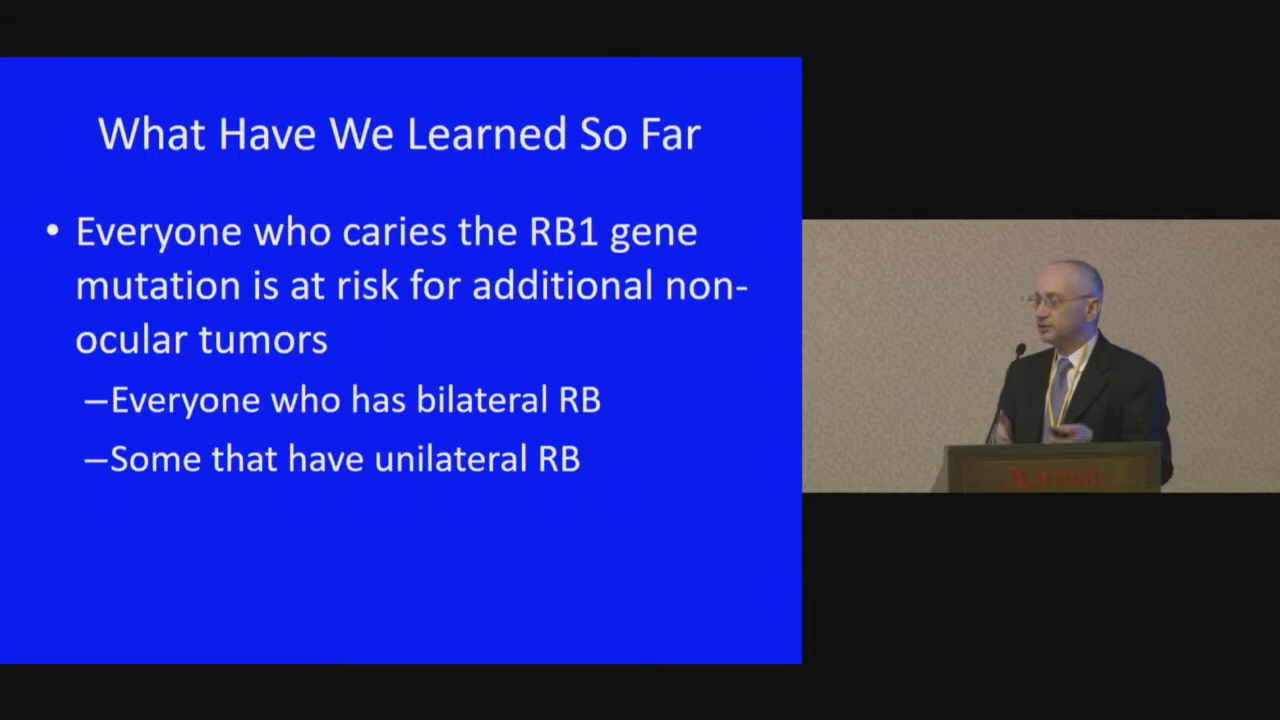 What Have We Learned So Far
• Everyone who caries the RB1 gene
mutation is at risk for additional non-
ocular tumors
–Everyone who has bilateral RB
–Some that have unilateral RB
Marriott